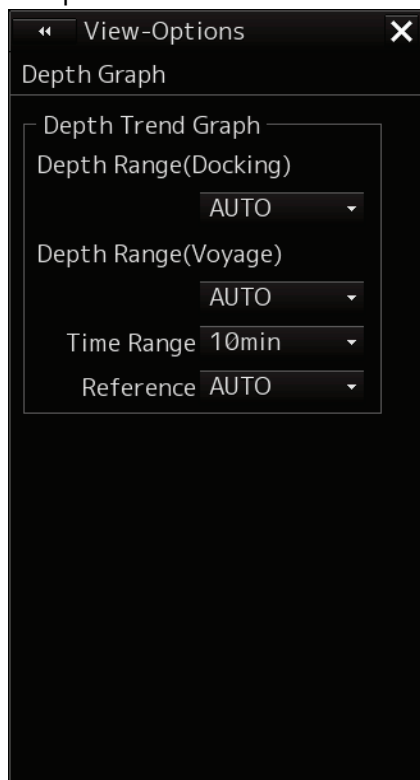 View-Options
Depth Graph
Depth Trend Graph
Depth Range(Docking)
AUTO
Depth Range(Voyage)
AUTO
Time Range 10min
Reference AUTO